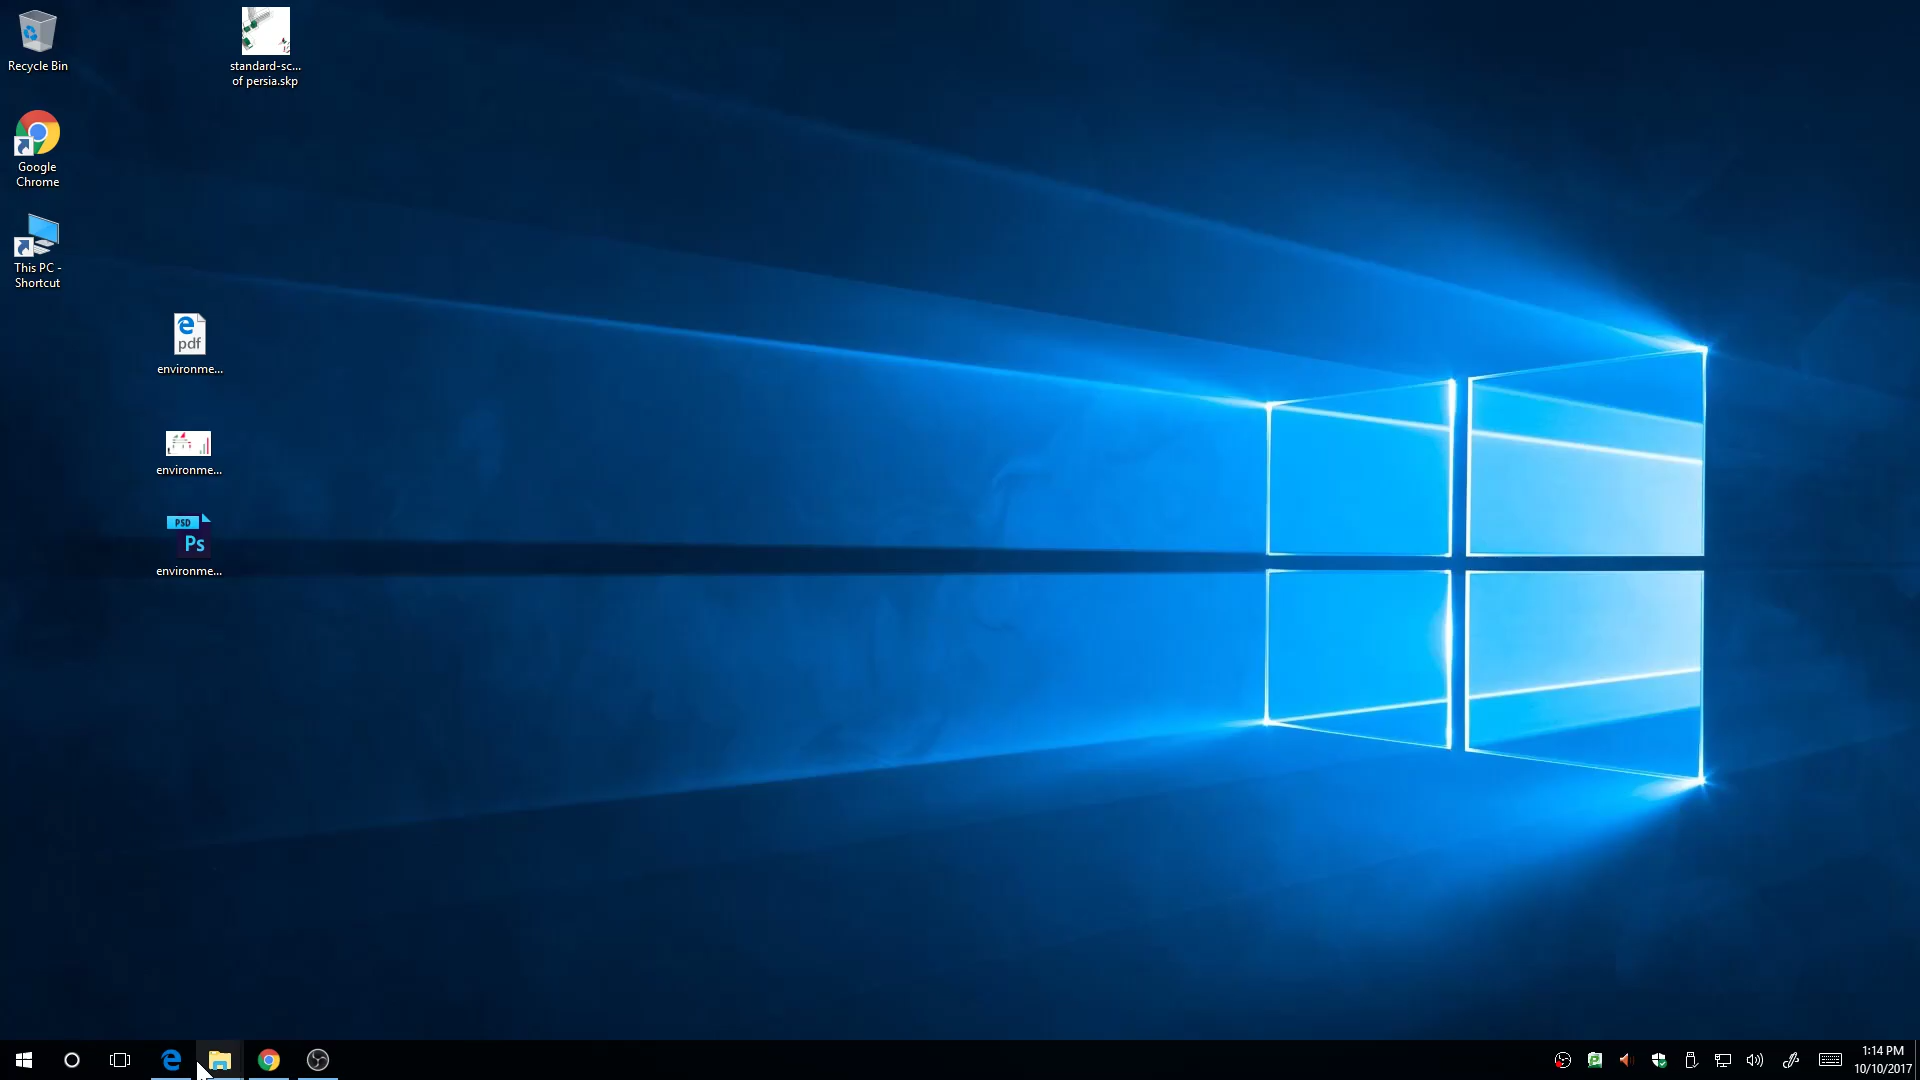 Recycle Bin
standard-sc...
of persia.skp
Google
Chrome
This PC -
Shortcut
pdf
environme...
environme...
PSD
Ps
environme...
1:14 PM
10/10/2017